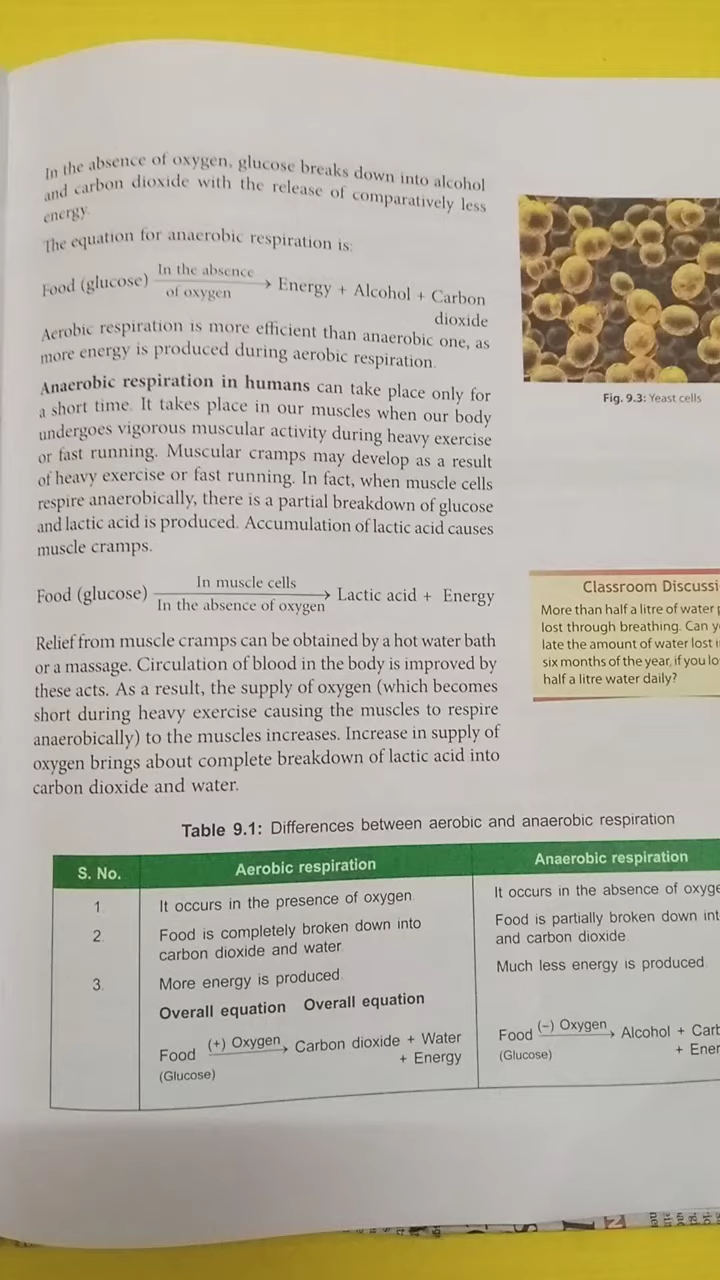 In the absence of oxygen, glucose breaks down into alcohol
and carbon dioxide with the release of comparatively less
energy.
The equation for anaerobic respiration is:
Food (glucose) In the absence of oxygen → Energy + Alcohol + Carbon
dioxide
Aerobic respiration is more efficient than anaerobic one, as
more energy is produced during aerobic respiration.
Anaerobic respiration in humans can take place only for
a short time. It takes place in our muscles when our body
undergoes vigorous muscular activity during heavy exercise
or fast running. Muscular cramps may develop as a result
of heavy exercise or fast running. In fact, when muscle cells
respire anaerobically, there is a partial breakdown of glucose
and lactic acid is produced. Accumulation of lactic acid causes
muscle cramps.
Food (glucose) In muscle cells In the absence of oxygen → Lactic acid + Energy
Relief from muscle cramps can be obtained by a hot water bath
or a massage. Circulation of blood in the body is improved by
these acts. As a result, the supply of oxygen (which becomes
short during heavy exercise causing the muscles to respire
anaerobically) to the muscles increases. Increase in supply of
oxygen brings about complete breakdown of lactic acid into
carbon dioxide and water.
Fig. 9.3: Yeast cells
Classroom Discussi
More than half a litre of water
lost through breathing. Can y
late the amount of water lost i
six months of the year, if you lo
half a litre water daily?
Table 9.1: Differences between aerobic and anaerobic respiration
S. No. Aerobic respiration Anaerobic respiration
1. It occurs in the presence of oxygen. It occurs in the absence of oxyge
2. Food is completely broken down into Food is partially broken down int
carbon dioxide and water. and carbon dioxide.
3. More energy is produced. Much less energy is produced.
Overall equation Overall equation
Food (+) Oxygen → Carbon dioxide + Water Food (−) Oxygen → Alcohol + Carb
(Glucose) + Energy (Glucose) + Ener